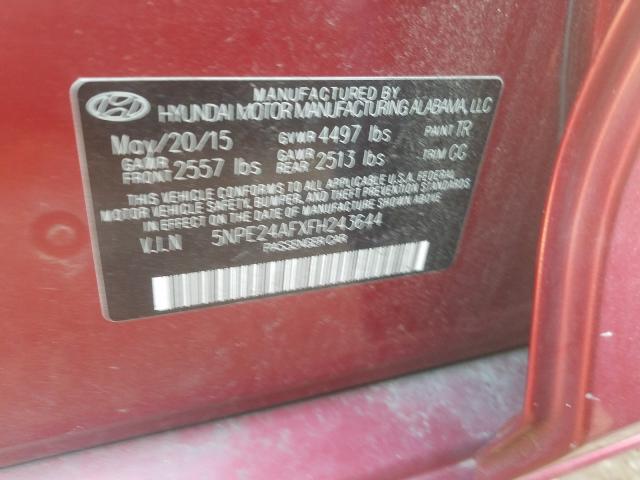 MANUFACTURED BY
HYUNDAI MOTOR MANUFACTURING ALABAMA, LLC
May/20/15 GVWR 4497 lbs PAINT TR
GAWR FRONT 2557 lbs GAWR REAR 2513 lbs TRIM CG
THIS VEHICLE CONFORMS TO ALL APPLICABLE U.S. FEDERAL
MOTOR VEHICLE SAFETY, BUMPER, AND THEFT PREVENTION
STANDARDS IN EFFECT ON THE DATE OF MANUFACTURE SHOWN ABOVE.
V.I.N 5NPE24AFXFH243644
PASSENGER CAR